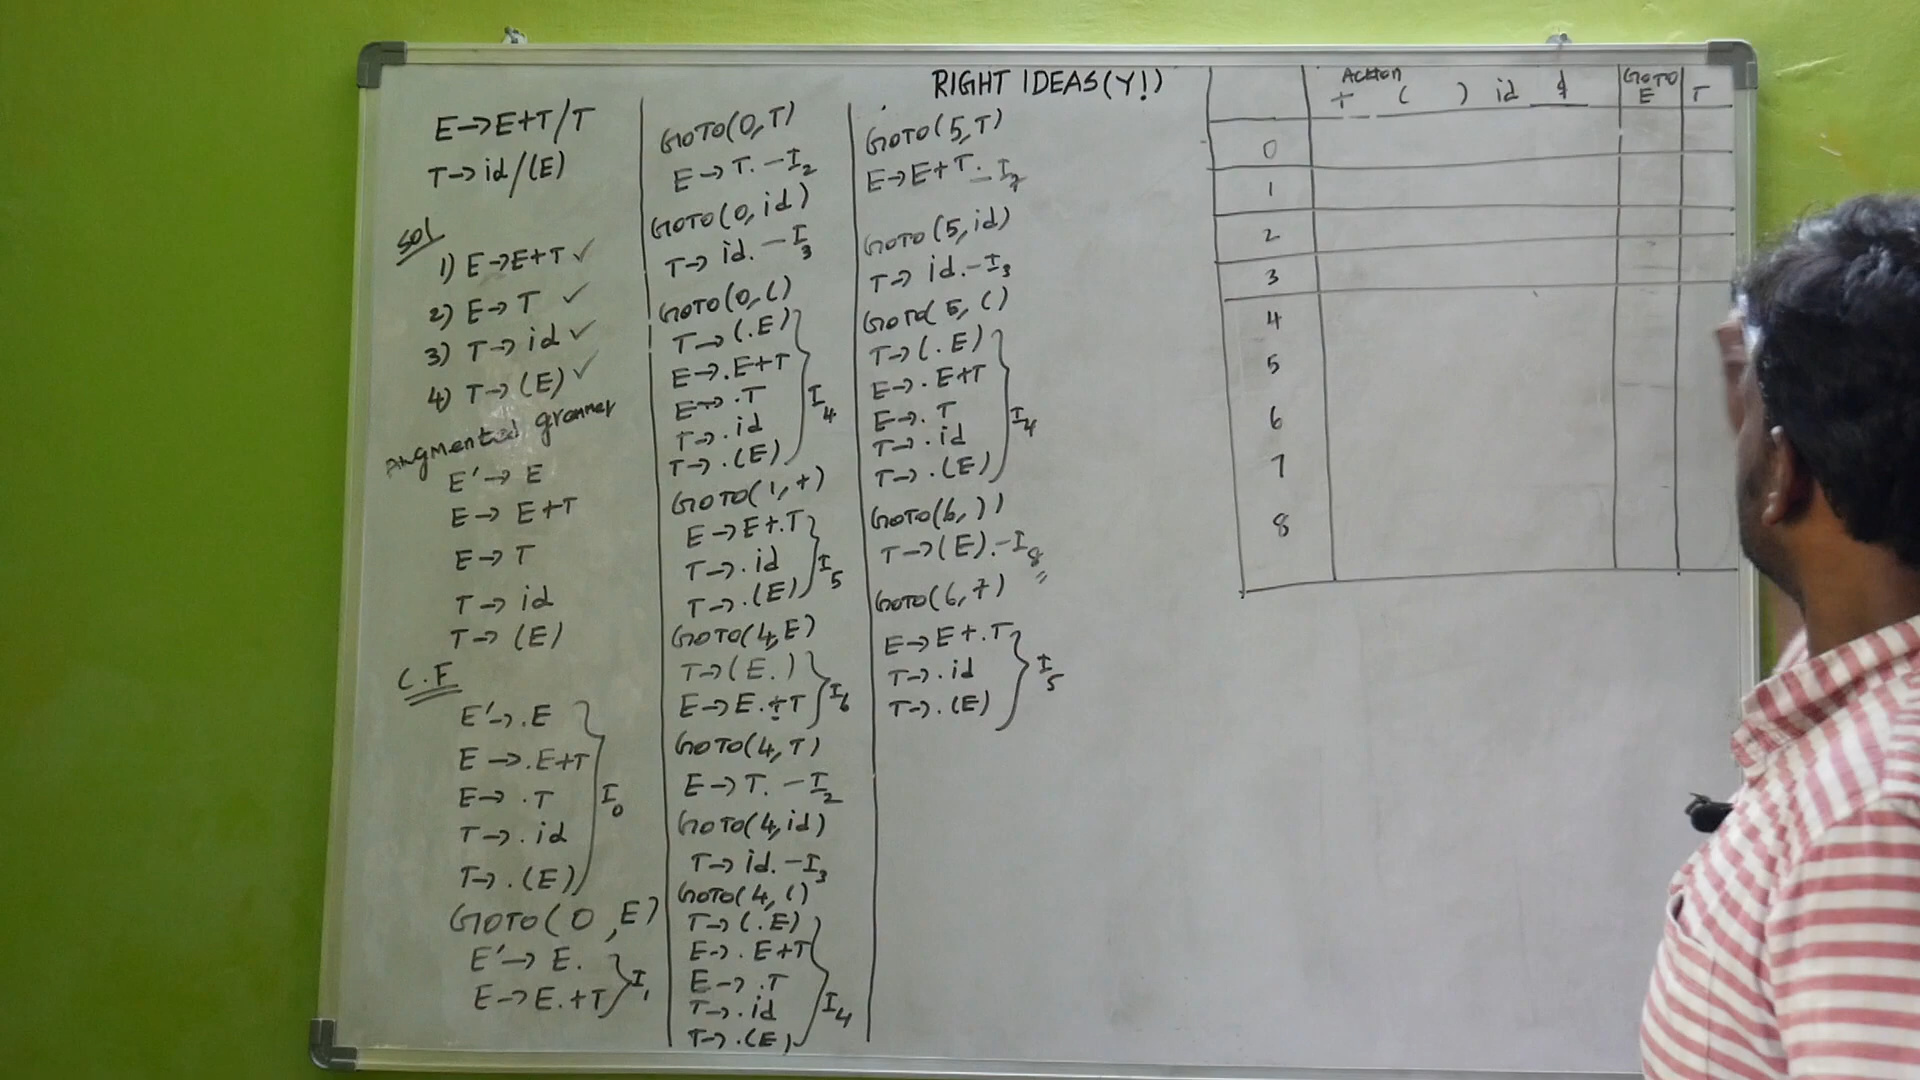 RIGHT IDEAS(Y!)
E→E+T/T
T→id/(E)
Sol
1) E→E+T ✓
2) E→T ✓
3) T→id ✓
4) T→(E) ✓
Augmented grammer
E'→E
E→E+T
E→T
T→id
T→(E)
C.F
E'→.E
E→.E+T
E→.T
T→.id
T→.(E)
I0
GOTO(0,E)
E'→E.
E→E.+T
I1
GOTO(0,T)
E→T. -I2
GOTO(0,id)
T→id. -I3
GOTO(0,()
T→(.E)
E→.E+T
E→.T
T→.id
T→.(E)
I4
GOTO(1,+)
E→E+.T
T→.id
T→.(E)
I5
GOTO(4,E)
T→(E.)
E→E.+T
I6
GOTO(4,T)
E→T. -I2
GOTO(4,id)
T→id. -I3
GOTO(4,()
T→(.E)
E→.E+T
E→.T
T→.id
T→.(E)
I4
GOTO(5,T)
E→E+T. -I7
GOTO(5,id)
T→id. -I3
GOTO(5,()
T→(.E)
E→.E+T
E→.T
T→.id
T→.(E)
I4
GOTO(6,))
T→(E). -I8
GOTO(6,+)
E→E+.T
T→.id
T→.(E)
I5
Action GOTO
+ ( ) id $ E T
0
1
2
3
4
5
6
7
8